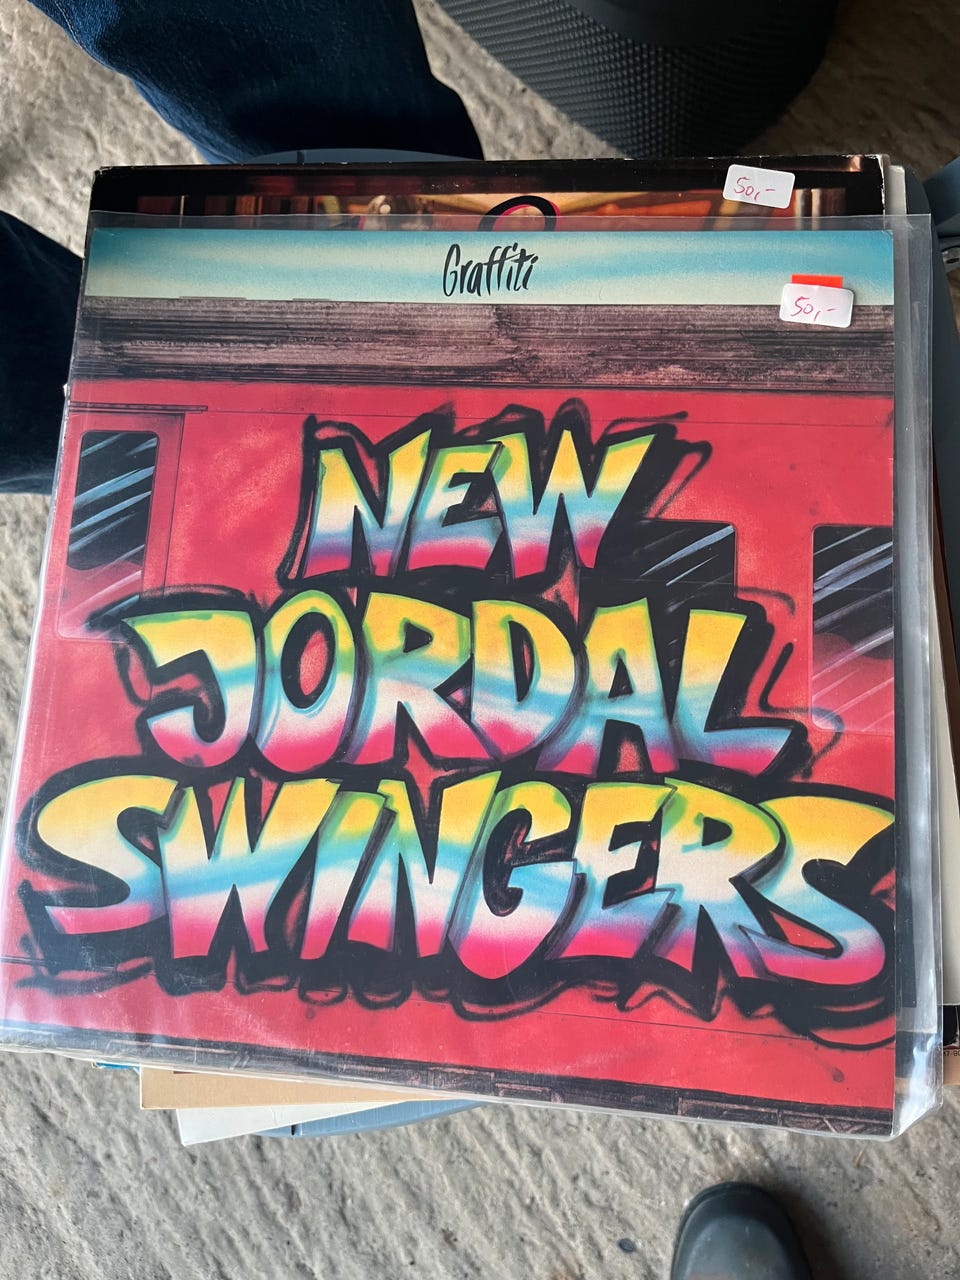 50,-
Graffiti
50,-
NEW
JORDAL
SWINGERS